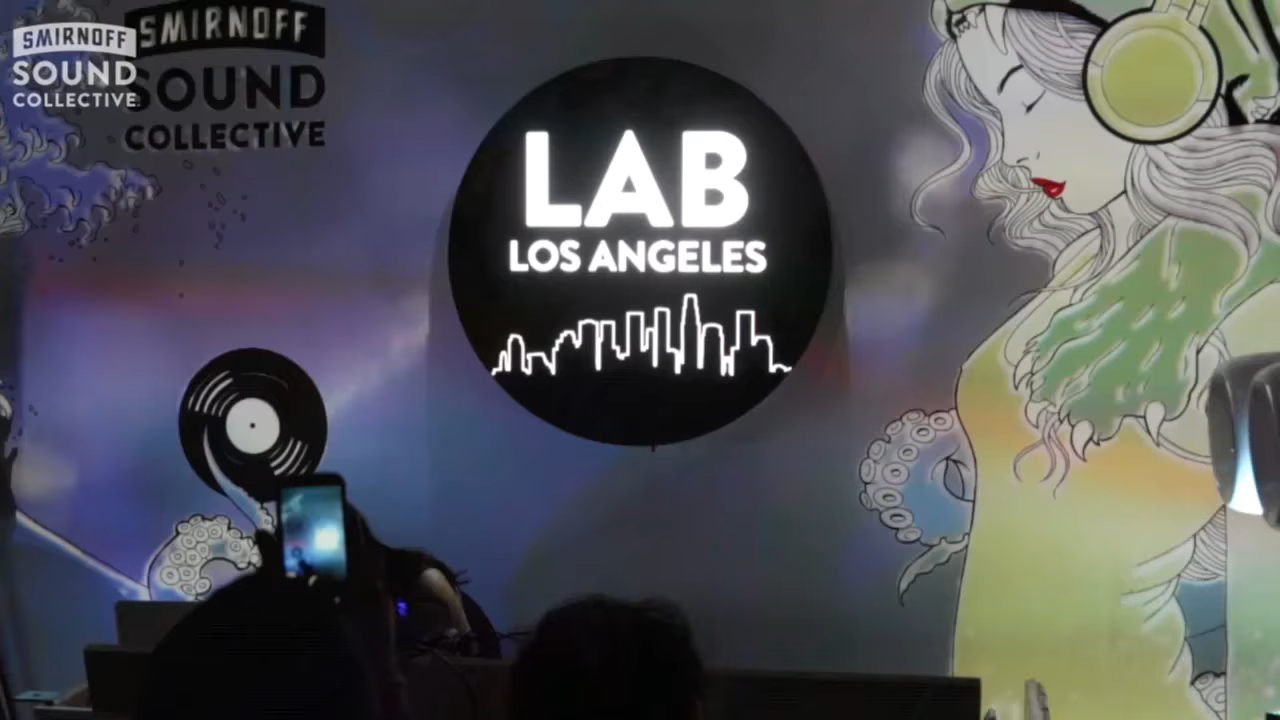 SMIRNOFF
SOUND
COLLECTIVE
SMIRNOFF
SOUND
COLLECTIVE
LAB
LOS ANGELES